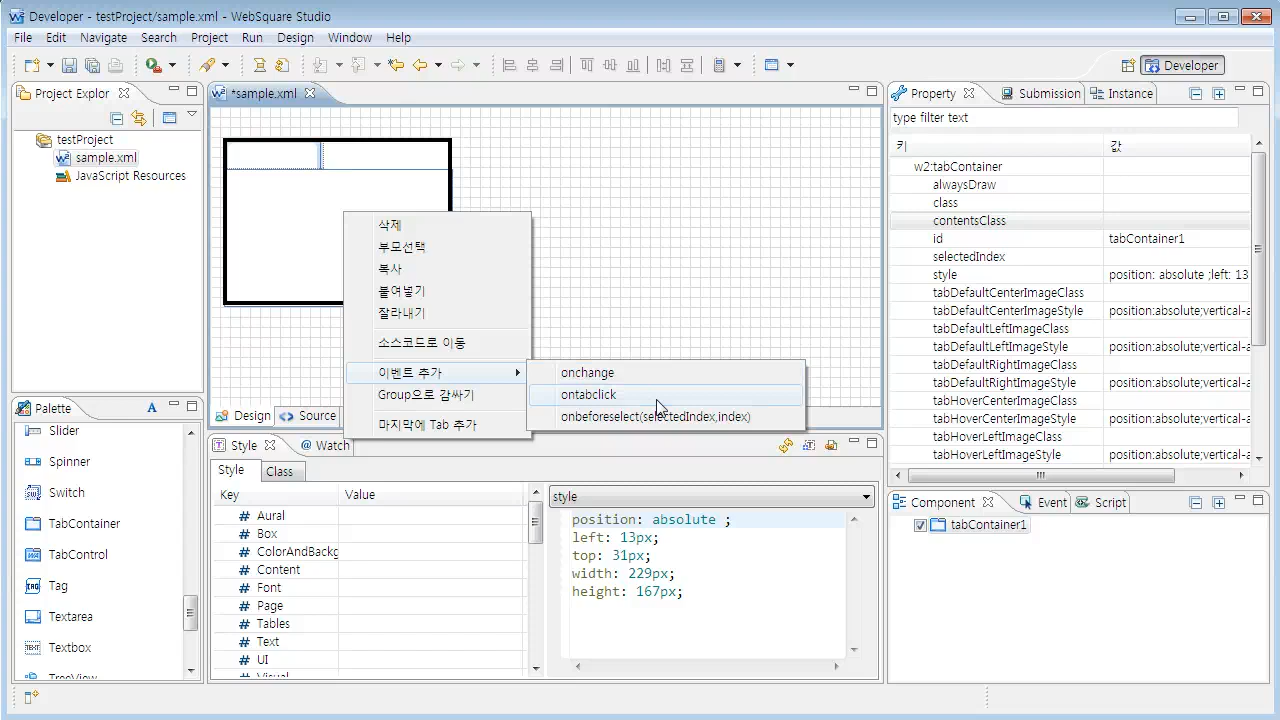 Developer - testProject/sample.xml - WebSquare Studio
File Edit Navigate Search Project Run Design Window Help
Developer
Project Explor
testProject
sample.xml
JavaScript Resources
*sample.xml
삭제
부모선택
복사
붙여넣기
잘라내기
소스코드로 이동
이벤트 추가
Group으로 감싸기
마지막에 Tab 추가
onchange
ontabclick
onbeforeselect(selectedIndex,index)
Design Source
Property Submission Instance
type filter text
키 값
w2:tabContainer
alwaysDraw
class
contentsClass
id tabContainer1
selectedIndex
style position: absolute ;left: 13
tabDefaultCenterImageClass
tabDefaultCenterImageStyle position:absolute;vertical-a
tabDefaultLeftImageClass
tabDefaultLeftImageStyle position:absolute;vertical-a
tabDefaultRightImageClass
tabDefaultRightImageStyle position:absolute;vertical-a
tabHoverCenterImageClass
tabHoverCenterImageStyle position:absolute;vertical-a
tabHoverLeftImageClass
tabHoverLeftImageStyle position:absolute;vertical-a
Palette A
Slider
Spinner
Switch
TabContainer
TabControl
Tag
Textarea
Textbox
TreeView
Style @ Watch
Style Class
Key Value
# Aural
# Box
# ColorAndBackg
# Content
# Font
# Page
# Tables
# Text
# UI
# Visual
style
position: absolute ;
left: 13px;
top: 31px;
width: 229px;
height: 167px;
Component Event Script
tabContainer1